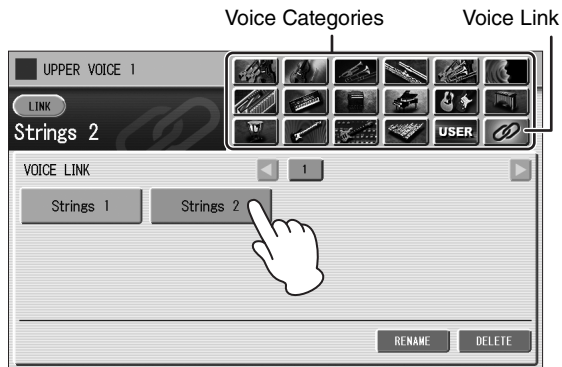 Voice Categories Voice Link
UPPER VOICE 1
LINK
Strings 2
USER
VOICE LINK 1
Strings 1 Strings 2
RENAME DELETE